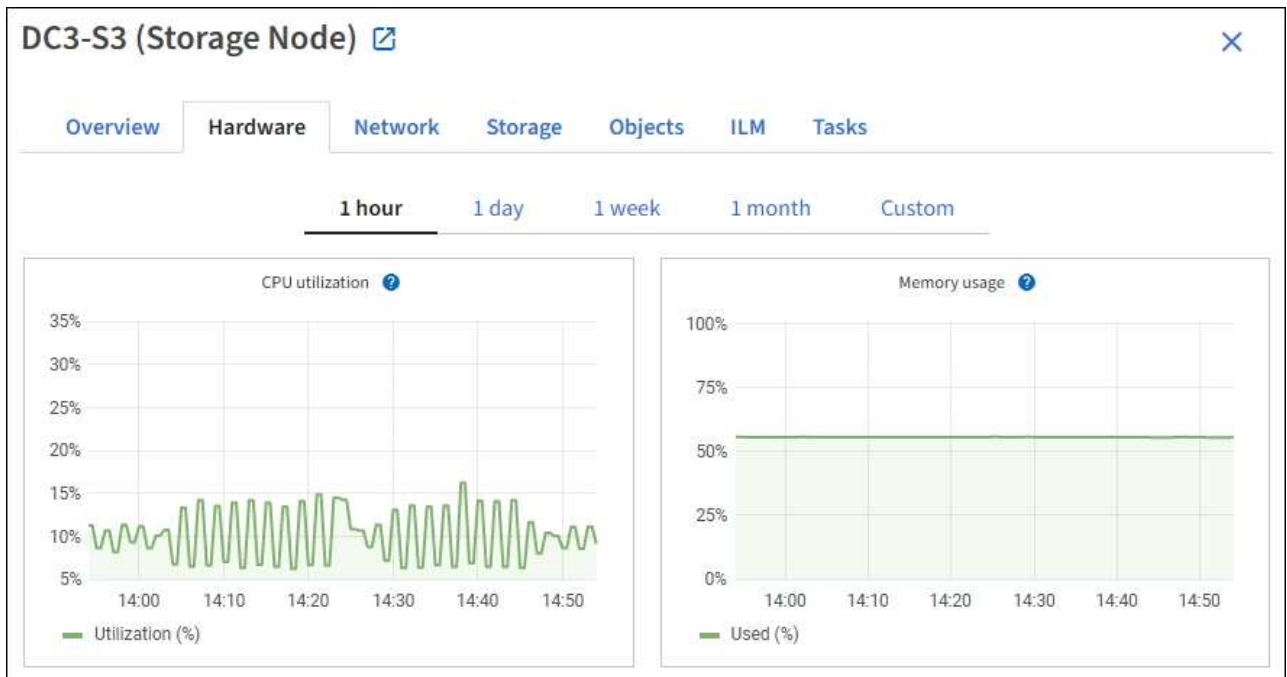 DC3-S3 (Storage Node)
Overview Hardware Network Storage Objects ILM Tasks
1 hour 1 day 1 week 1 month Custom
CPU utilization ?
35%
30%
25%
20%
15%
10%
5%
14:00 14:10 14:20 14:30 14:40 14:50
Utilization (%)
Memory usage ?
100%
75%
50%
25%
0%
14:00 14:10 14:20 14:30 14:40 14:50
Used (%)